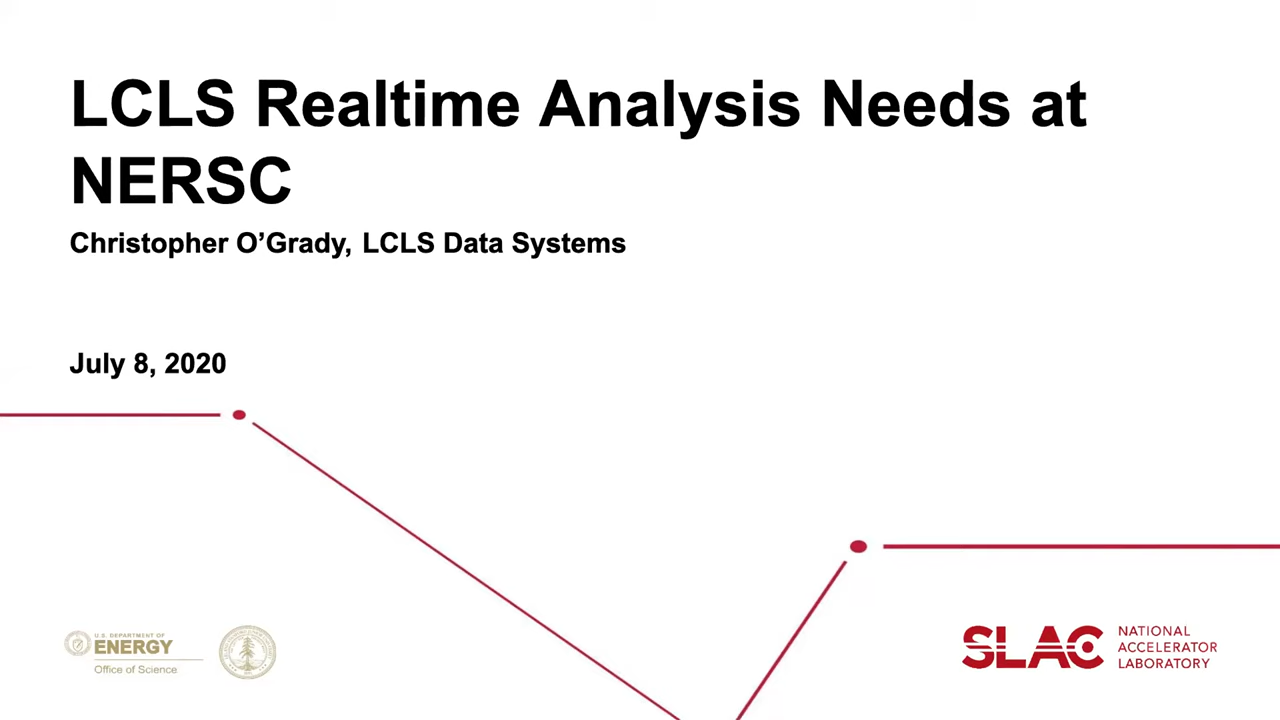 LCLS Realtime Analysis Needs at
NERSC
Christopher O’Grady, LCLS Data Systems
July 8, 2020
U.S. DEPARTMENT OF
ENERGY
Office of Science
SLAC
NATIONAL
ACCELERATOR
LABORATORY